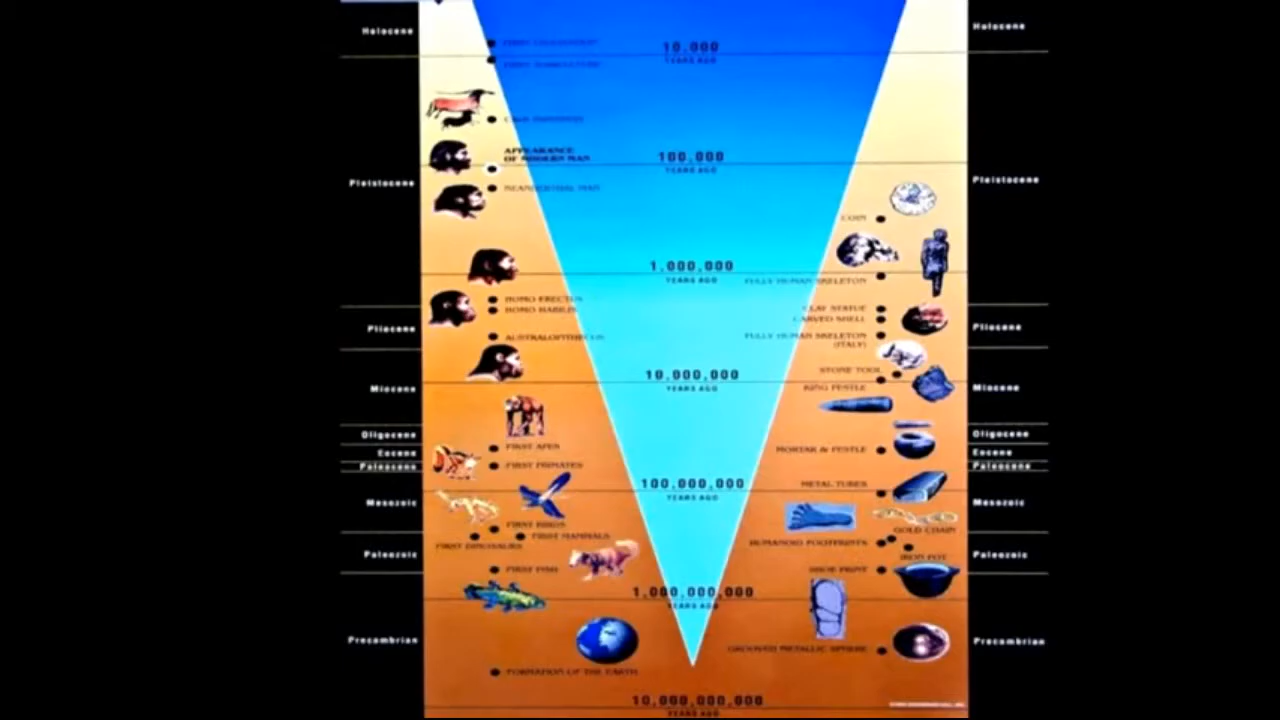 Holocene
Holocene
10,000
YEARS AGO
APPEARANCE
OF MODERN MAN
100,000
YEARS AGO
NEANDERTHAL MAN
Pleistocene
Pleistocene
COIN
1,000,000
YEARS AGO
FULLY HUMAN SKELETON
HOMO ERECTUS
HOMO HABILIS
CLAY STATUE
CARVED SHELL
Pliocene
Pliocene
AUSTRALOPITHECUS
FULLY HUMAN SKELETON
(ITALY)
10,000,000
YEARS AGO
STONE TOOL
Miocene
Miocene
Oligocene
Oligocene
FIRST APES
MORTAR & PESTLE
Eocene
Eocene
Paleocene
Paleocene
FIRST PRIMATES
100,000,000
YEARS AGO
METAL TUBES
Mesozoic
Mesozoic
FIRST BIRDS
FIRST MAMMALS
FIRST DINOSAURS
GOLD CHAIN
HUMANOID FOOTPRINTS
Paleozoic
Paleozoic
IRON POT
FIRST FISH
SHOE PRINT
1,000,000,000
YEARS AGO
Precambrian
Precambrian
GROOVED METALLIC SPHERE
FORMATION OF THE EARTH
10,000,000,000
YEARS AGO